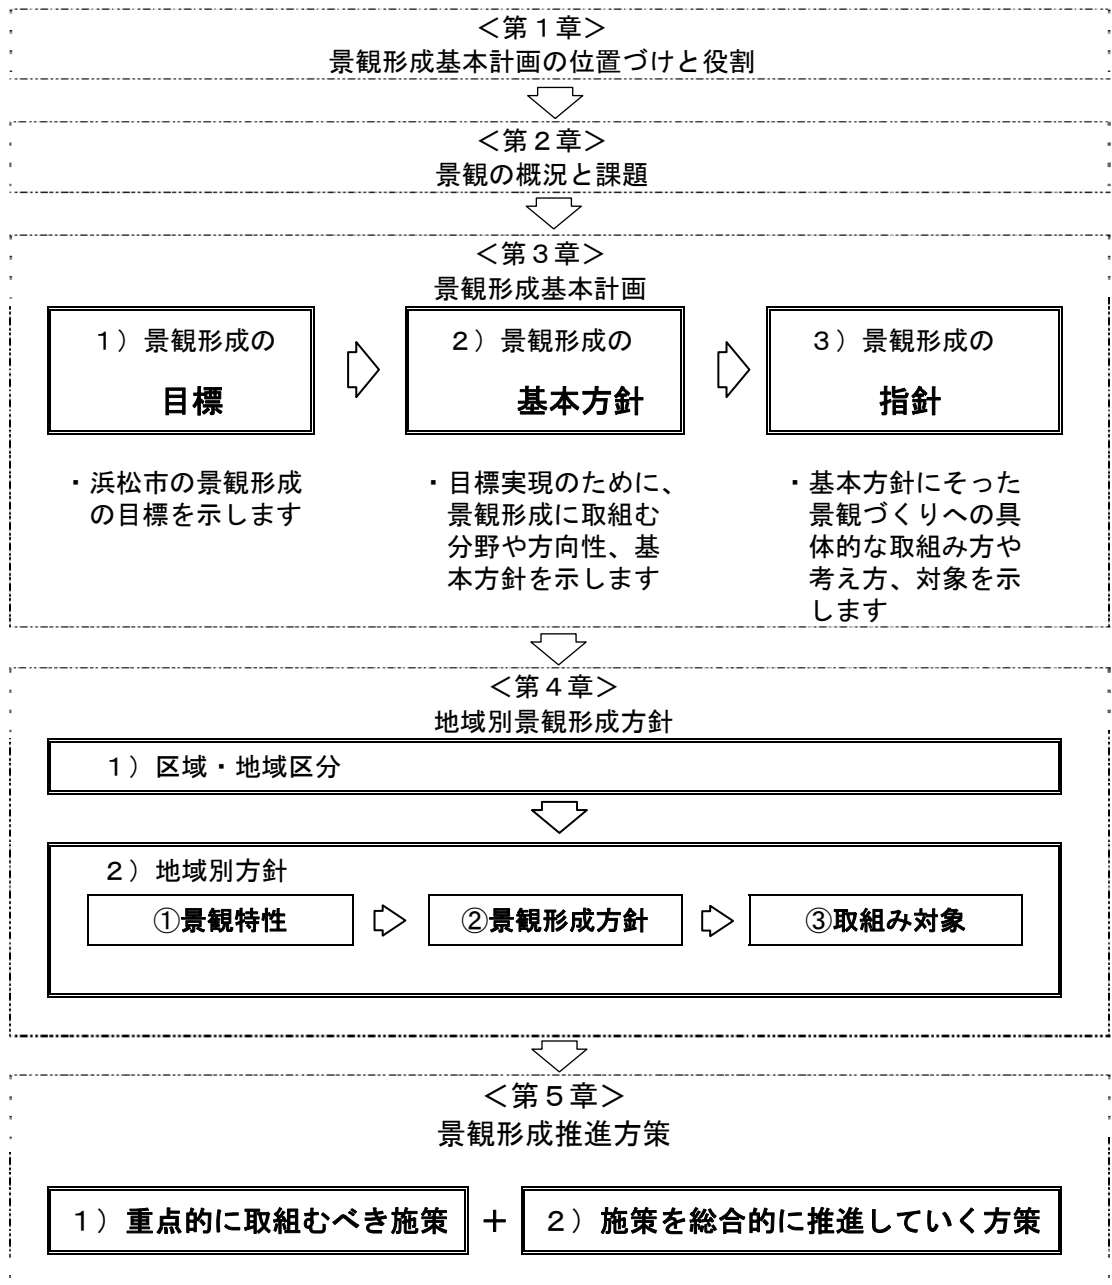 ＜第１章＞
景観形成基本計画の位置づけと役割
＜第２章＞
景観の概況と課題
＜第３章＞
景観形成基本計画
１）景観形成の
目標
・浜松市の景観形成
の目標を示します
２）景観形成の
基本方針
・目標実現のために、
景観形成に取組む
分野や方向性、基
本方針を示します
３）景観形成の
指針
・基本方針にそった
景観づくりへの具
体的な取組み方や
考え方、対象を示
します
＜第４章＞
地域別景観形成方針
１）区域・地域区分
２）地域別方針
①景観特性
②景観形成方針
③取組み対象
＜第５章＞
景観形成推進方策
１）重点的に取組むべき施策 ＋ ２）施策を総合的に推進していく方策